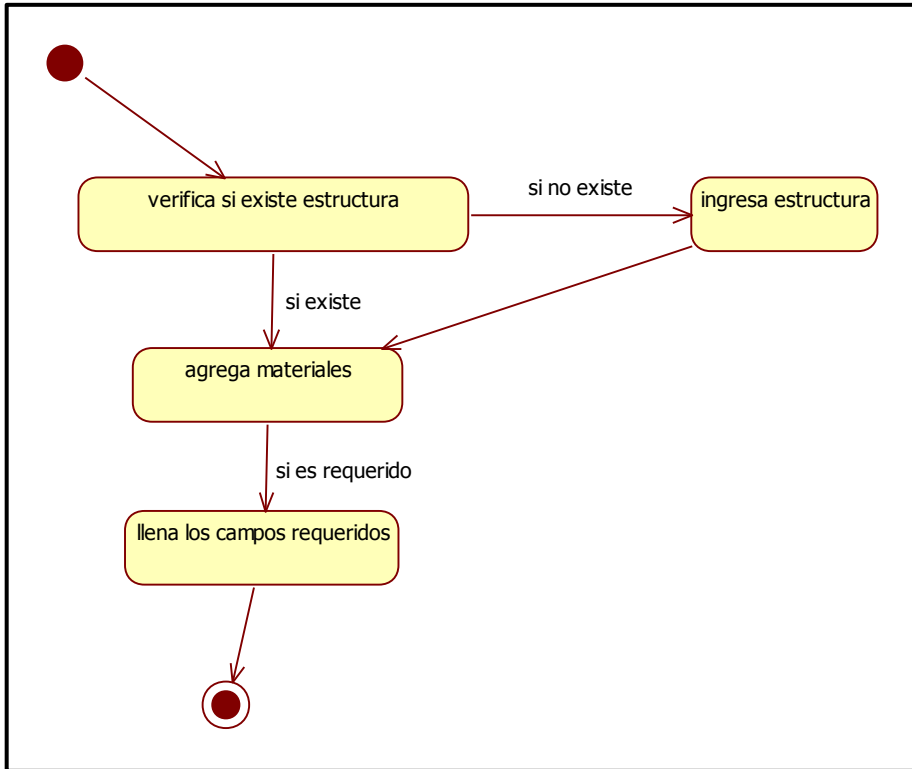 verifica si existe estructura
si no existe
ingresa estructura
si existe
agrega materiales
si es requerido
llena los campos requeridos